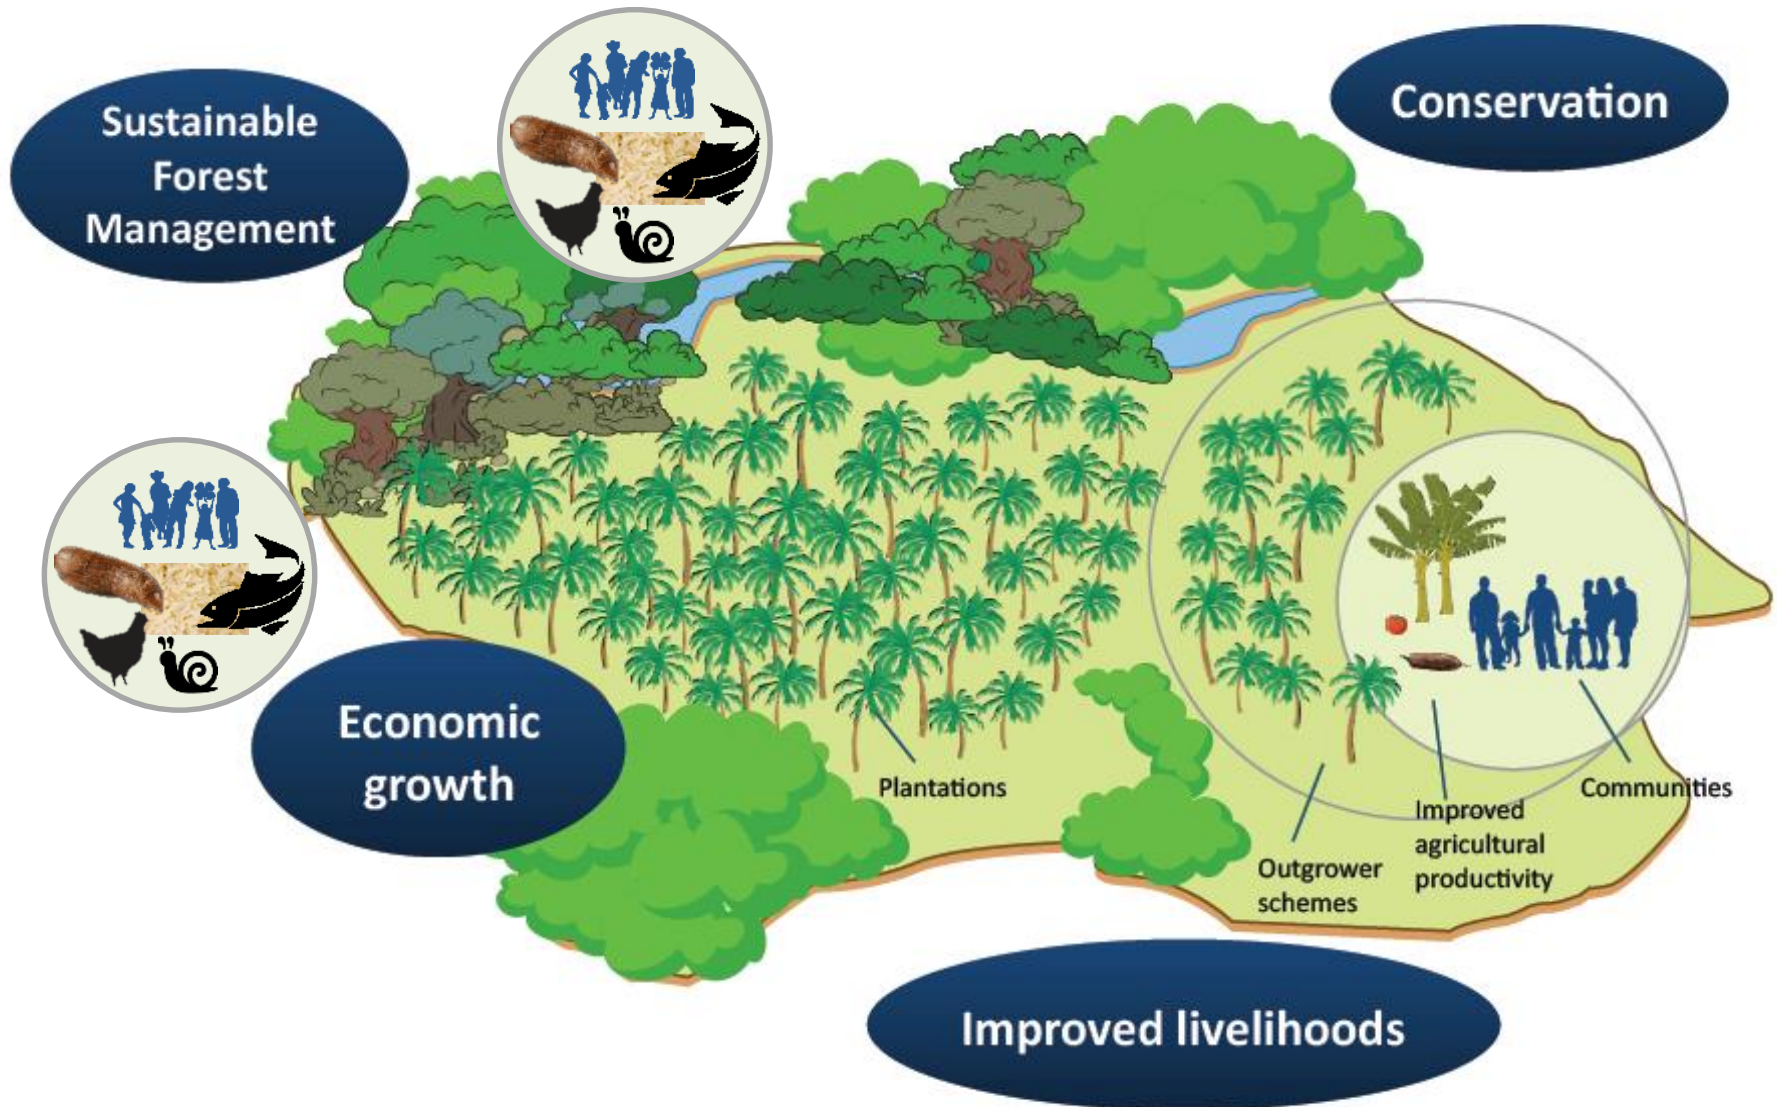 Sustainable
Forest
Management
Conservation
Economic
growth
Plantations
Outgrower
schemes
Improved
agricultural
productivity
Communities
Improved livelihoods